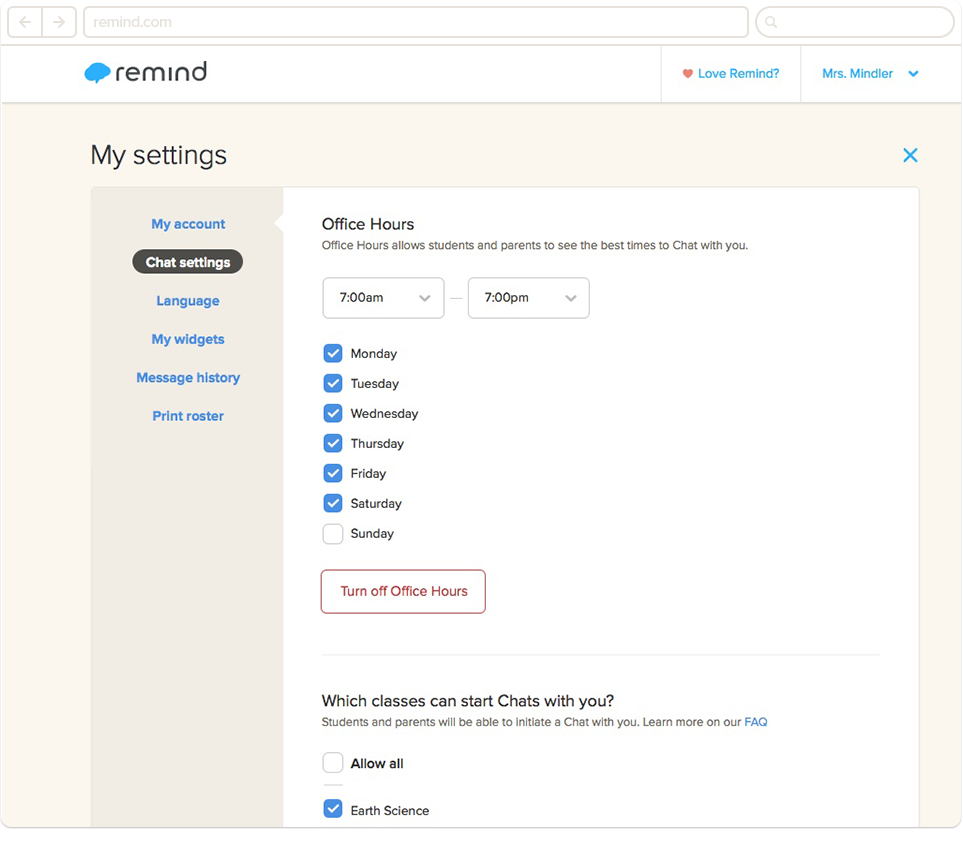 remind.com
remind
Love Remind?
Mrs. Mindler
My settings
My account
Chat settings
Language
My widgets
Message history
Print roster
Office Hours
Office Hours allows students and parents to see the best times to Chat with you.
7:00am — 7:00pm
Monday
Tuesday
Wednesday
Thursday
Friday
Saturday
Sunday
Turn off Office Hours
Which classes can start Chats with you?
Students and parents will be able to initiate a Chat with you. Learn more on our FAQ
Allow all
Earth Science